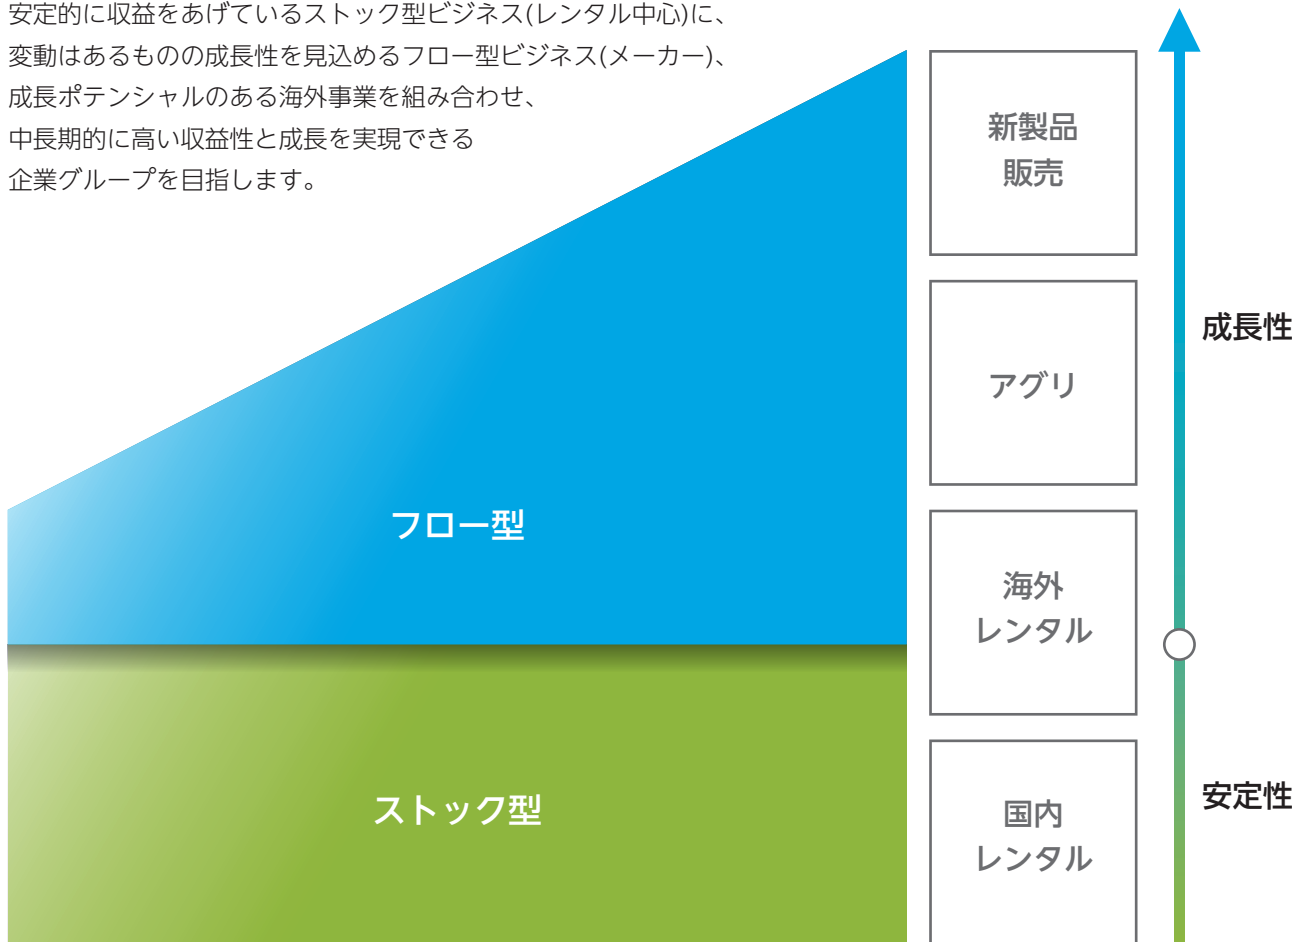 安定的に収益をあげているストック型ビジネス(レンタル中心)に、
変動はあるものの成長性を見込めるフロー型ビジネス(メーカー)、
成長ポテンシャルのある海外事業を組み合わせ、
中長期的に高い収益性と成長を実現できる
企業グループを目指します。
新製品
販売
成長性
アグリ
フロー型
海外
レンタル
ストック型
安定性
国内
レンタル